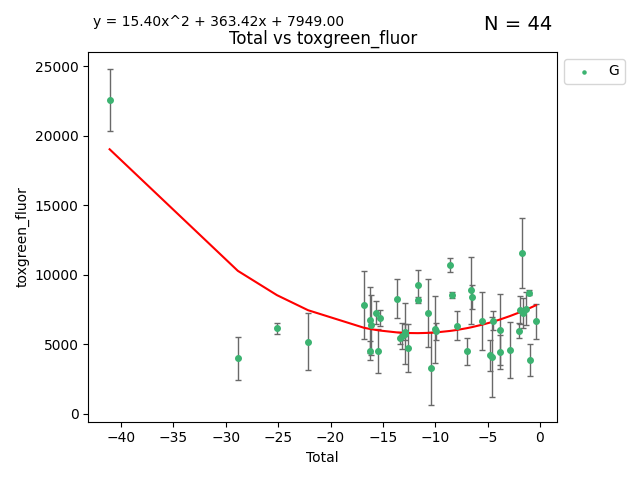 y = 15.40x^2 + 363.42x + 7949.00
N = 44
Total vs toxgreen_fluor
G
toxgreen_fluor
25000
20000
15000
10000
5000
0
−40 −35 −30 −25 −20 −15 −10 −5 0
Total